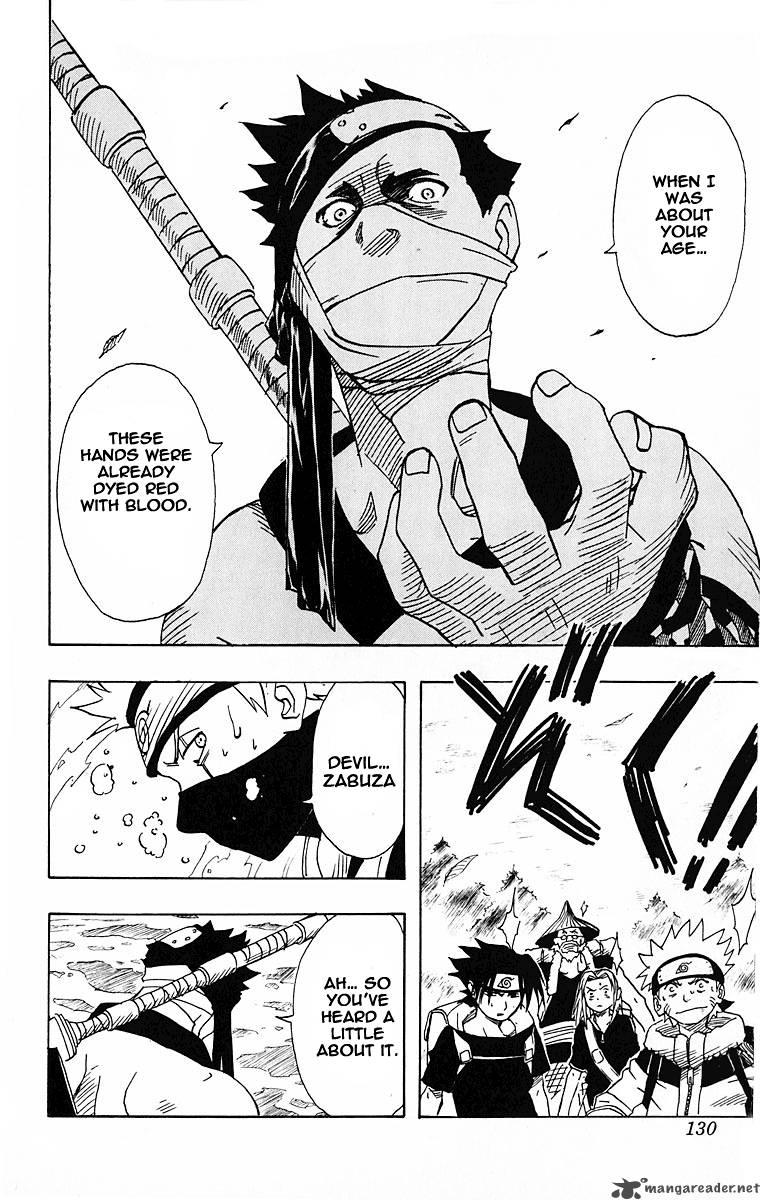 WHEN I
WAS
ABOUT
YOUR
AGE...
THESE
HANDS WERE
ALREADY
DYED RED
WITH BLOOD.
DEVIL...
ZABUZA
AH... SO
YOU'VE
HEARD A
LITTLE
ABOUT IT.
130
mangareader.net